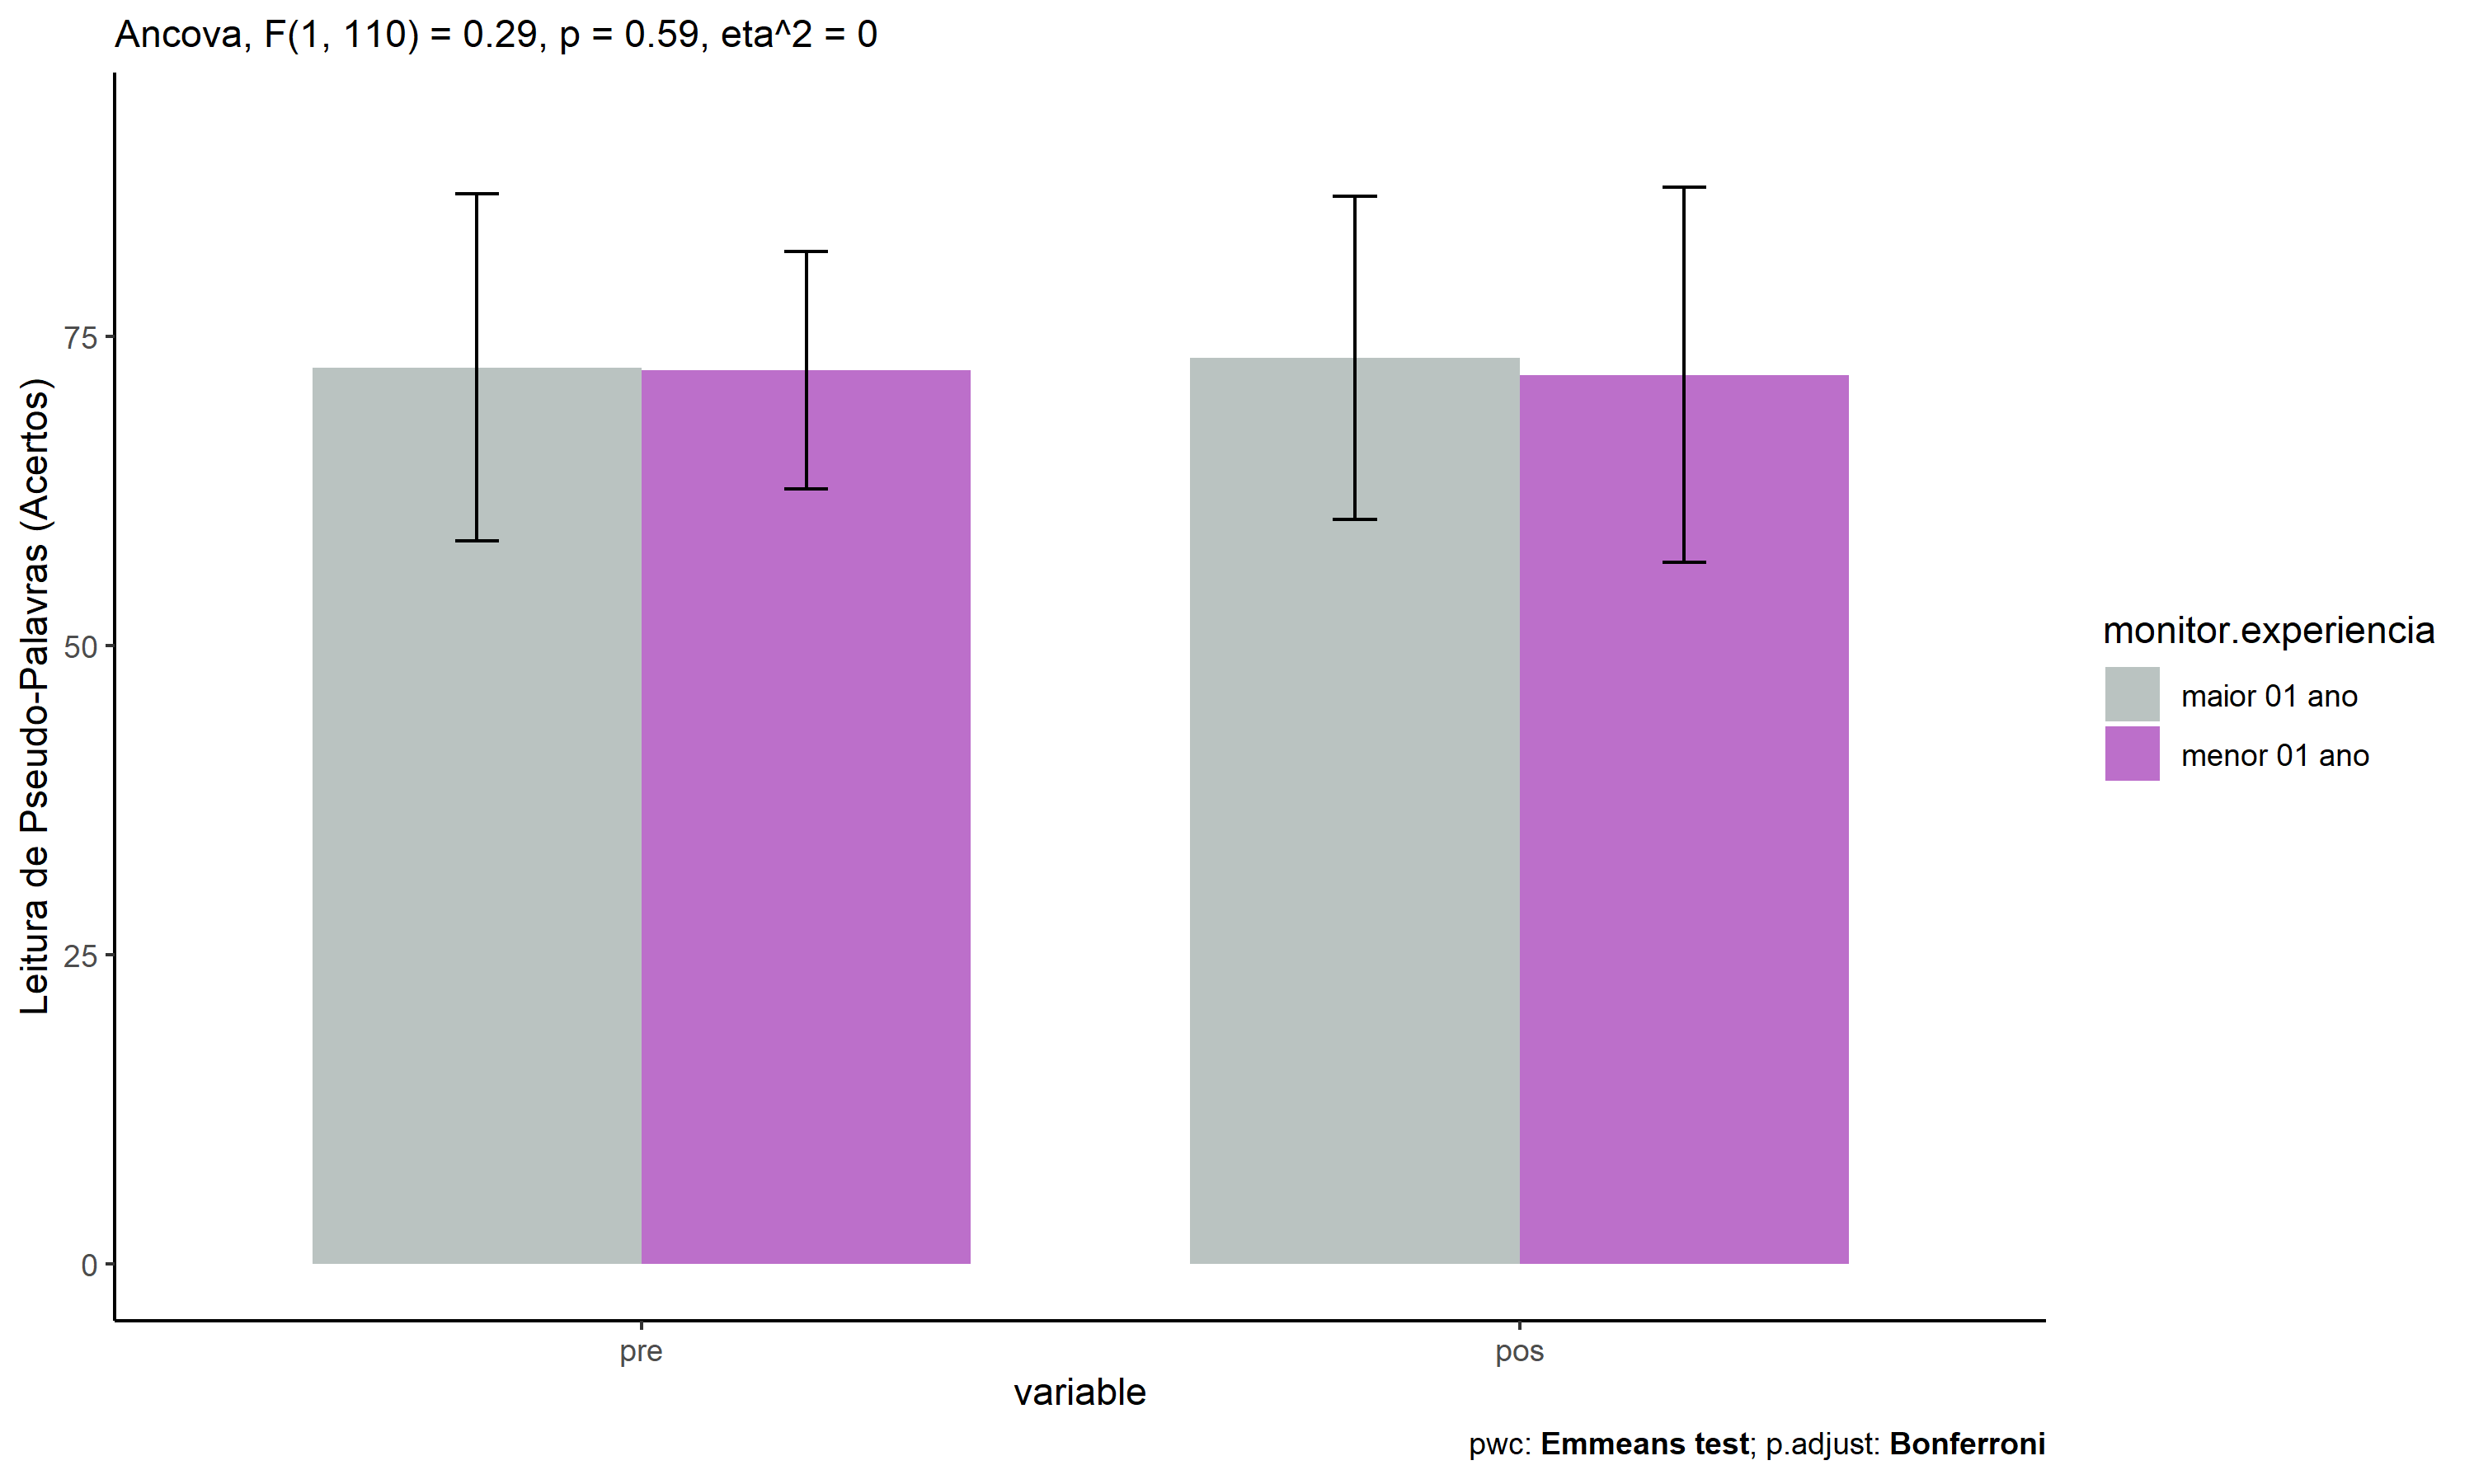 Ancova, F(1, 110) = 0.29, p = 0.59, eta^2 = 0
Leitura de Pseudo-Palavras (Acertos)
75
50
25
0
pre
pos
variable
monitor.experiencia
maior 01 ano
menor 01 ano
pwc: Emmeans test; p.adjust: Bonferroni